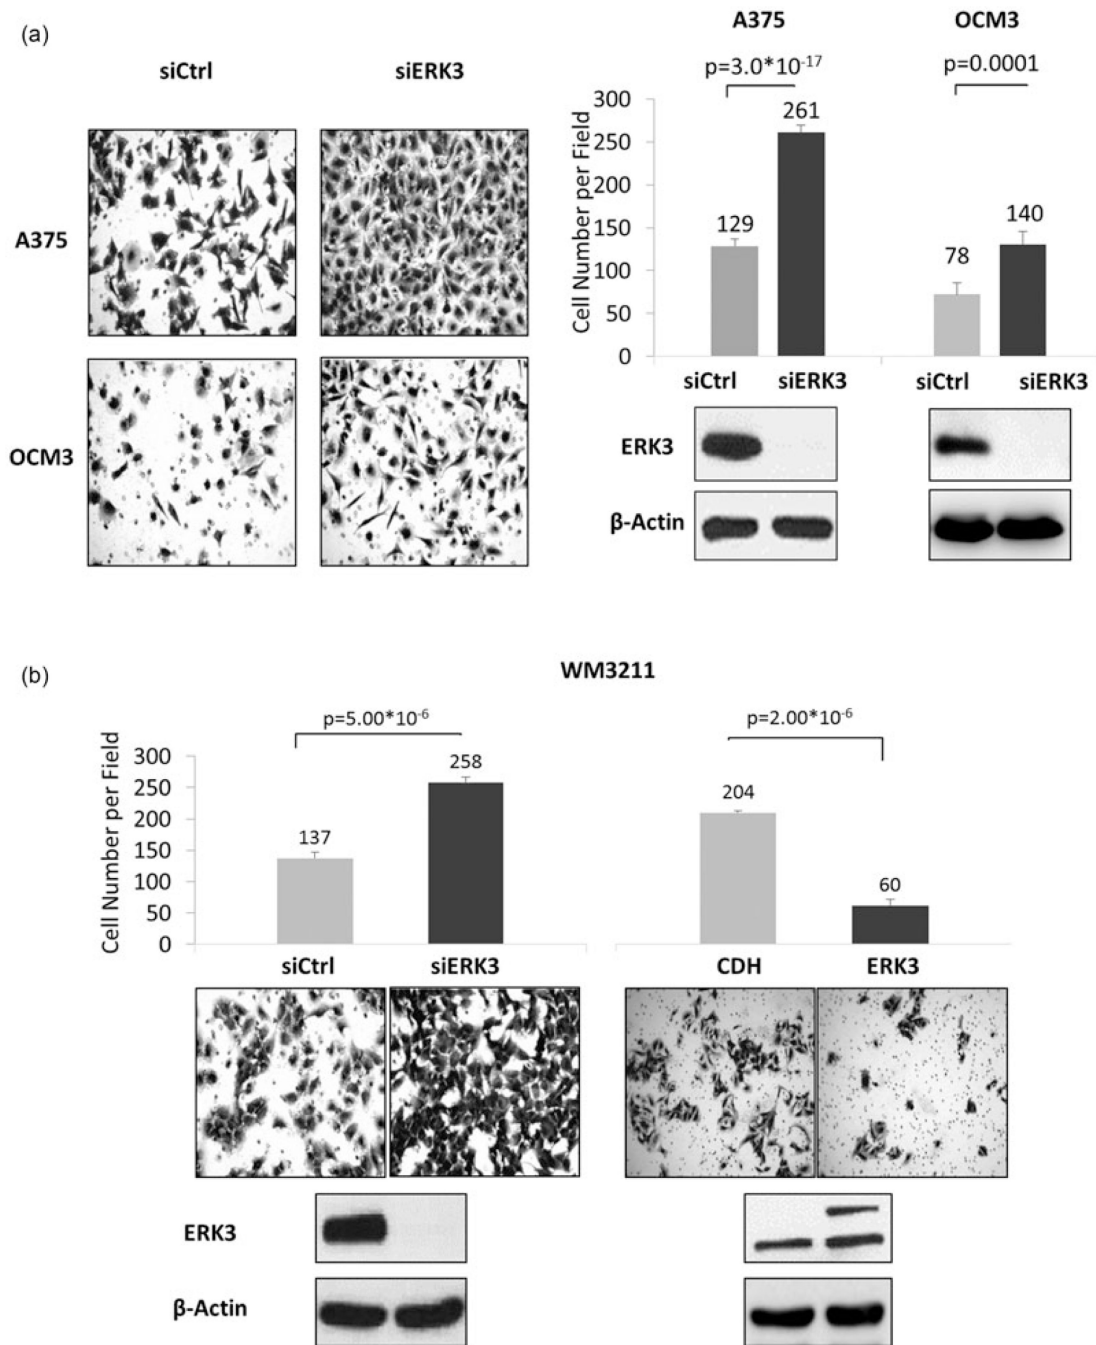 (a)
siCtrl siERK3
A375
OCM3
A375 OCM3
p=3.0*10-17 p=0.0001
Cell Number per Field
300
250
200
150
100
50
0
129
261
78
140
siCtrl siERK3 siCtrl siERK3
ERK3
β-Actin
(b)
WM3211
p=5.00*10-6 p=2.00*10-6
Cell Number per Field
300
250
200
150
100
50
0
137
258
204
60
siCtrl siERK3 CDH ERK3
ERK3
β-Actin